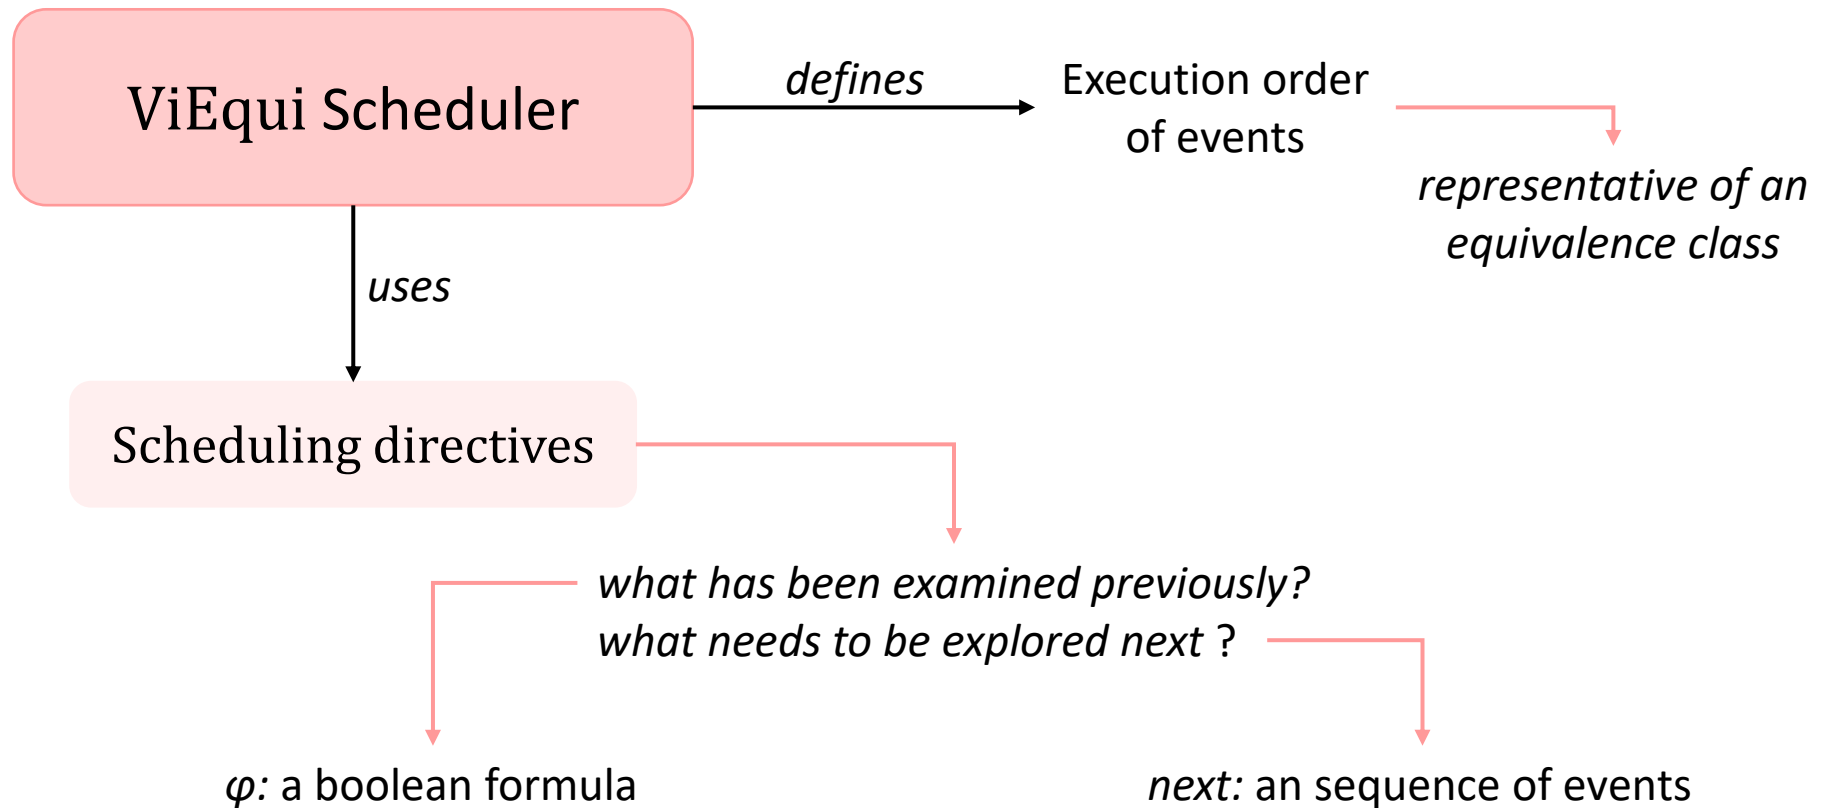 ViEqui Scheduler
defines
Execution order
of events
representative of an
equivalence class
uses
Scheduling directives
what has been examined previously?
what needs to be explored next ?
φ: a boolean formula
next: an sequence of events